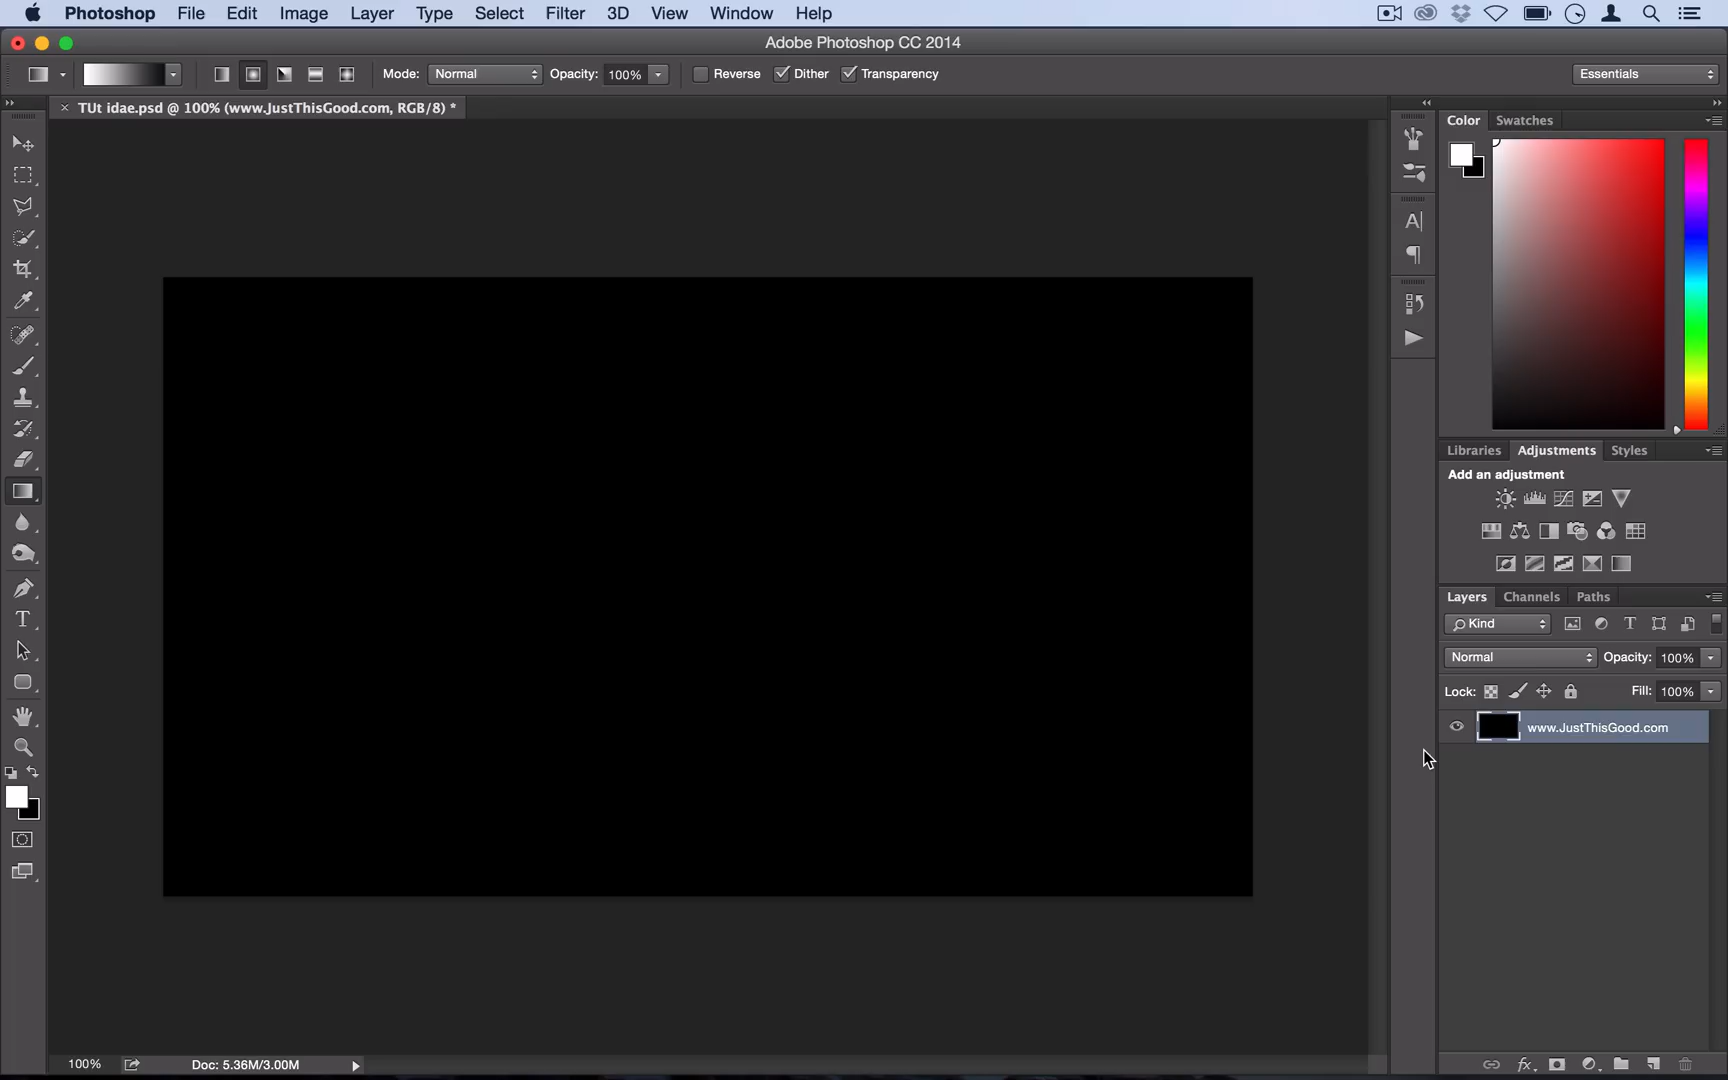 Photoshop File Edit Image Layer Type Select Filter 3D View Window Help
Adobe Photoshop CC 2014
Mode: Normal Opacity: 100% Reverse Dither Transparency Essentials
TUt idae.psd @ 100% (www.JustThisGood.com, RGB/8) *
Color Swatches
Libraries Adjustments Styles
Add an adjustment
Layers Channels Paths
Kind
Normal Opacity: 100%
Lock: Fill: 100%
www.JustThisGood.com
100% Doc: 5.36M/3.00M